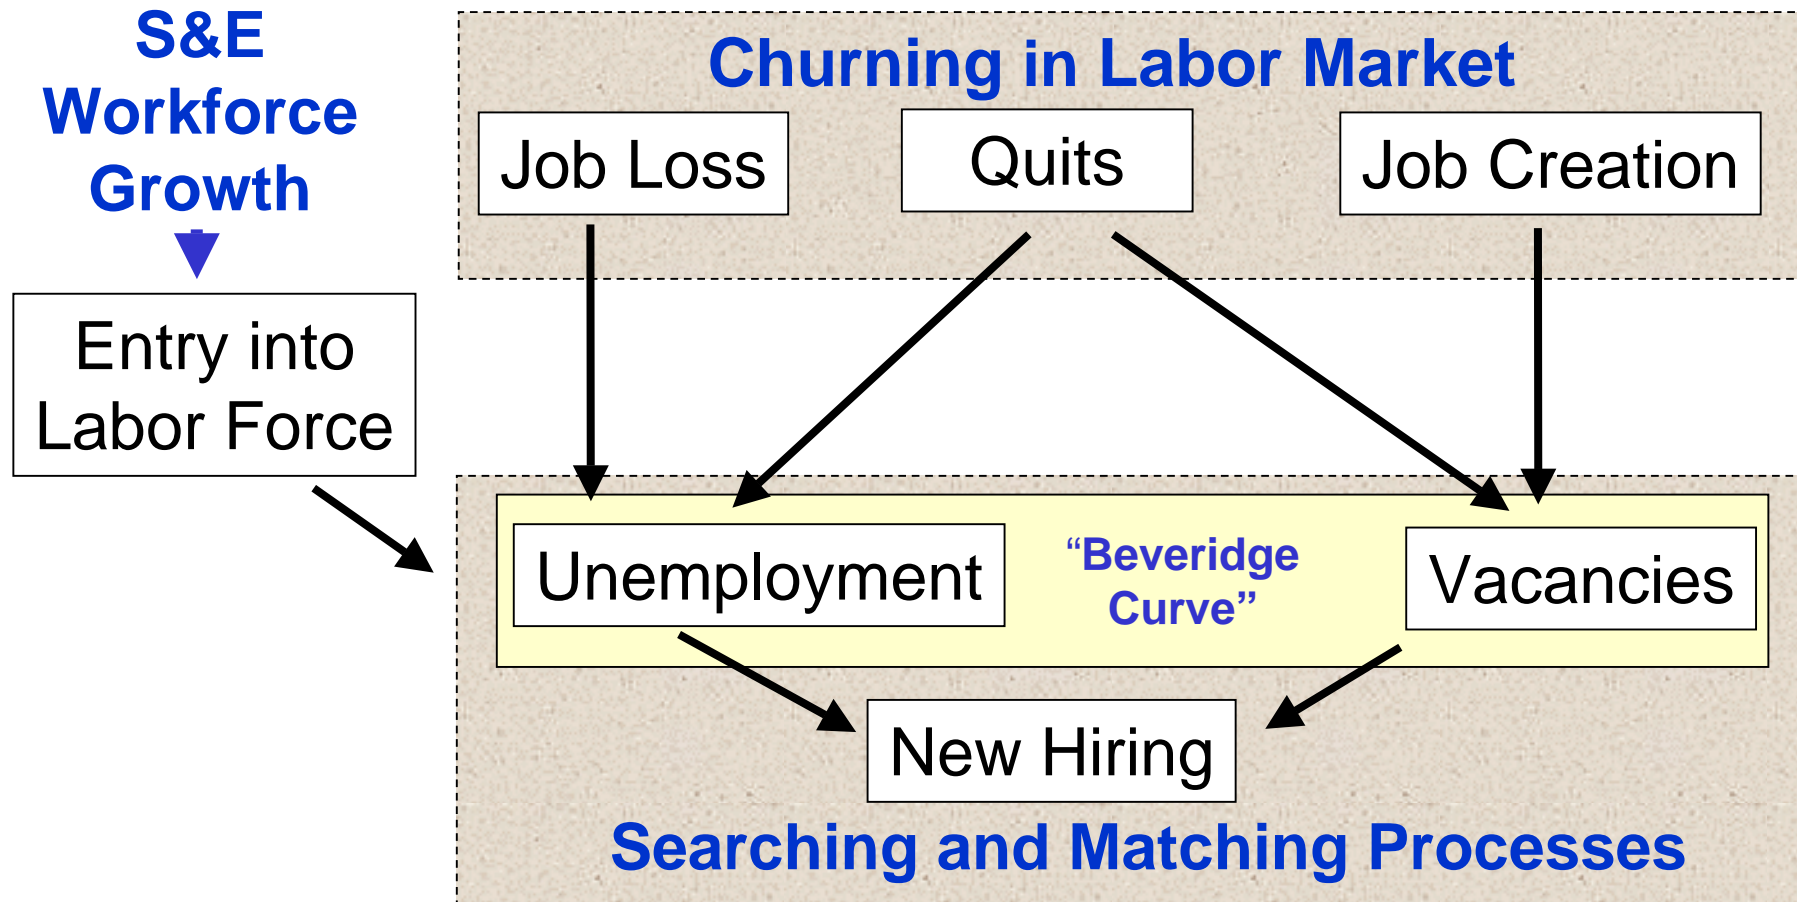 S&E
Workforce
Growth
Entry into
Labor Force
Churning in Labor Market
Job Loss
Quits
Job Creation
Unemployment
“Beveridge
Curve”
Vacancies
New Hiring
Searching and Matching Processes